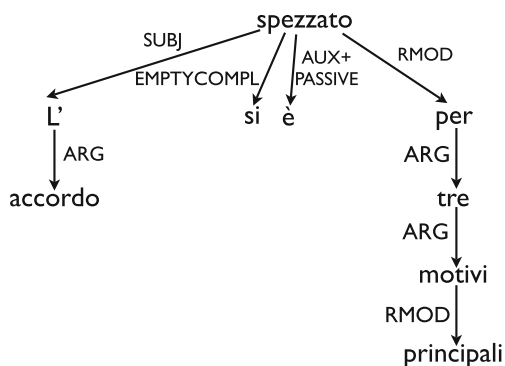 spezzato
SUBJ
EMPTYCOMPL
AUX+
PASSIVE
RMOD
L'
si
è
per
ARG
ARG
accordo
tre
ARG
motivi
RMOD
principali